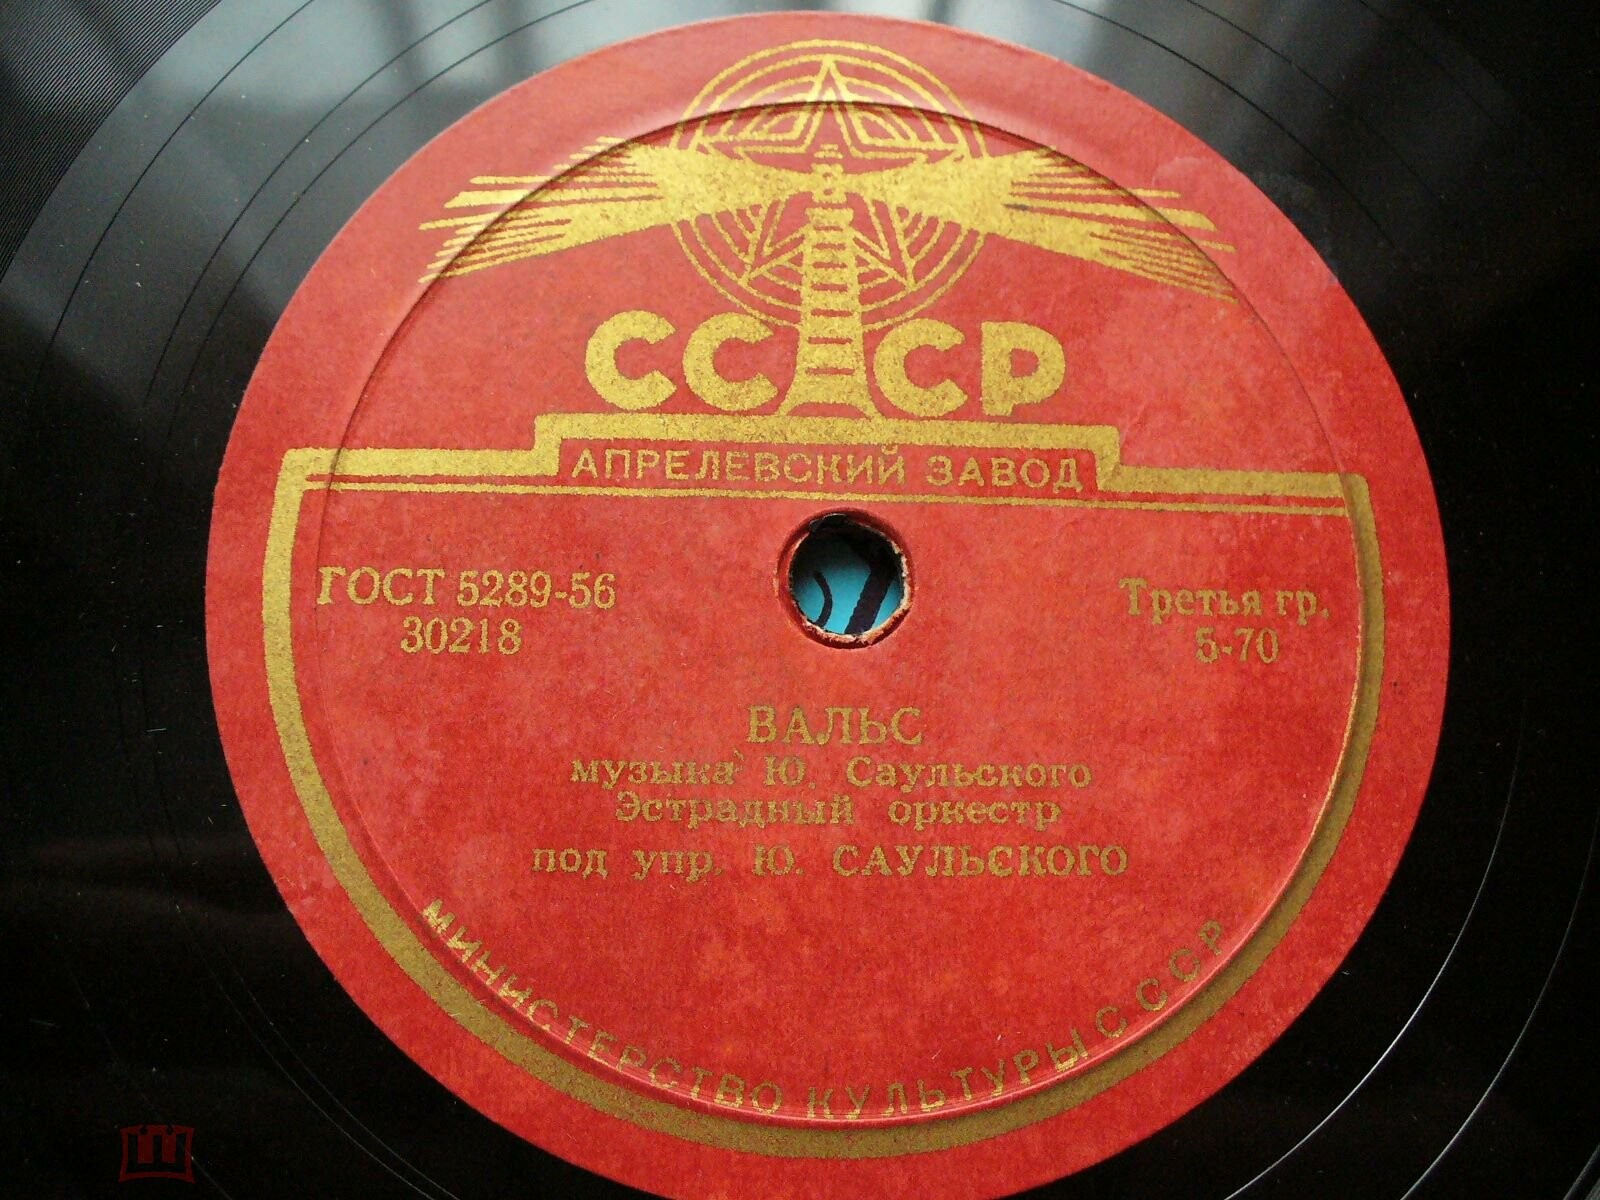 СССР
АПРЕЛЕВСКИЙ ЗАВОД
ГОСТ 5289-56
30218
Третья гр.
5-70
ВАЛЬС
музыка Ю. Саульского
Эстрадный оркестр
под упр. Ю. САУЛЬСКОГО
МИНИСТЕРСТВО КУЛЬТУРЫ СССР